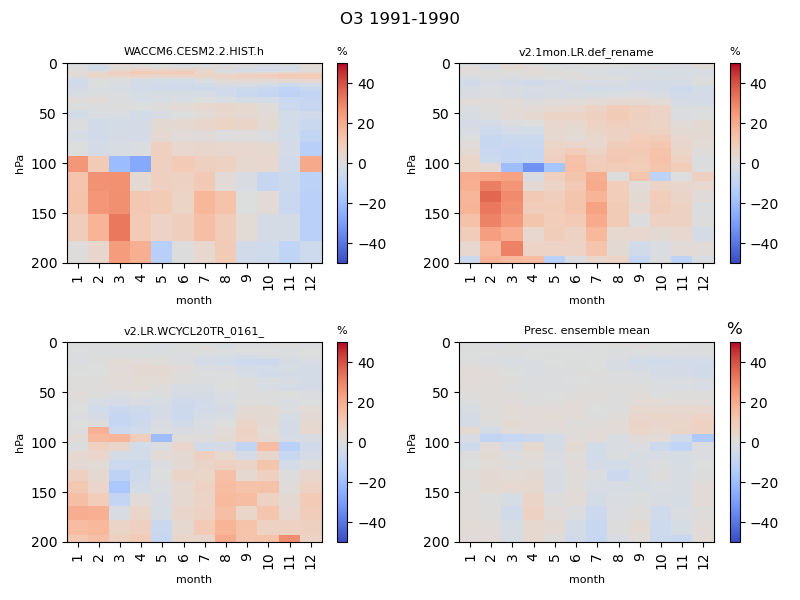 O3 1991-1990
WACCM6.CESM2.2.HIST.h
%
0
50
100
150
200
hPa
1 2 3 4 5 6 7 8 9 10 11 12
month
40
20
0
−20
−40
v2.1mon.LR.def_rename
%
0
50
100
150
200
hPa
1 2 3 4 5 6 7 8 9 10 11 12
month
40
20
0
−20
−40
v2.LR.WCYCL20TR_0161_
%
0
50
100
150
200
hPa
1 2 3 4 5 6 7 8 9 10 11 12
month
40
20
0
−20
−40
Presc. ensemble mean
%
0
50
100
150
200
hPa
1 2 3 4 5 6 7 8 9 10 11 12
month
40
20
0
−20
−40